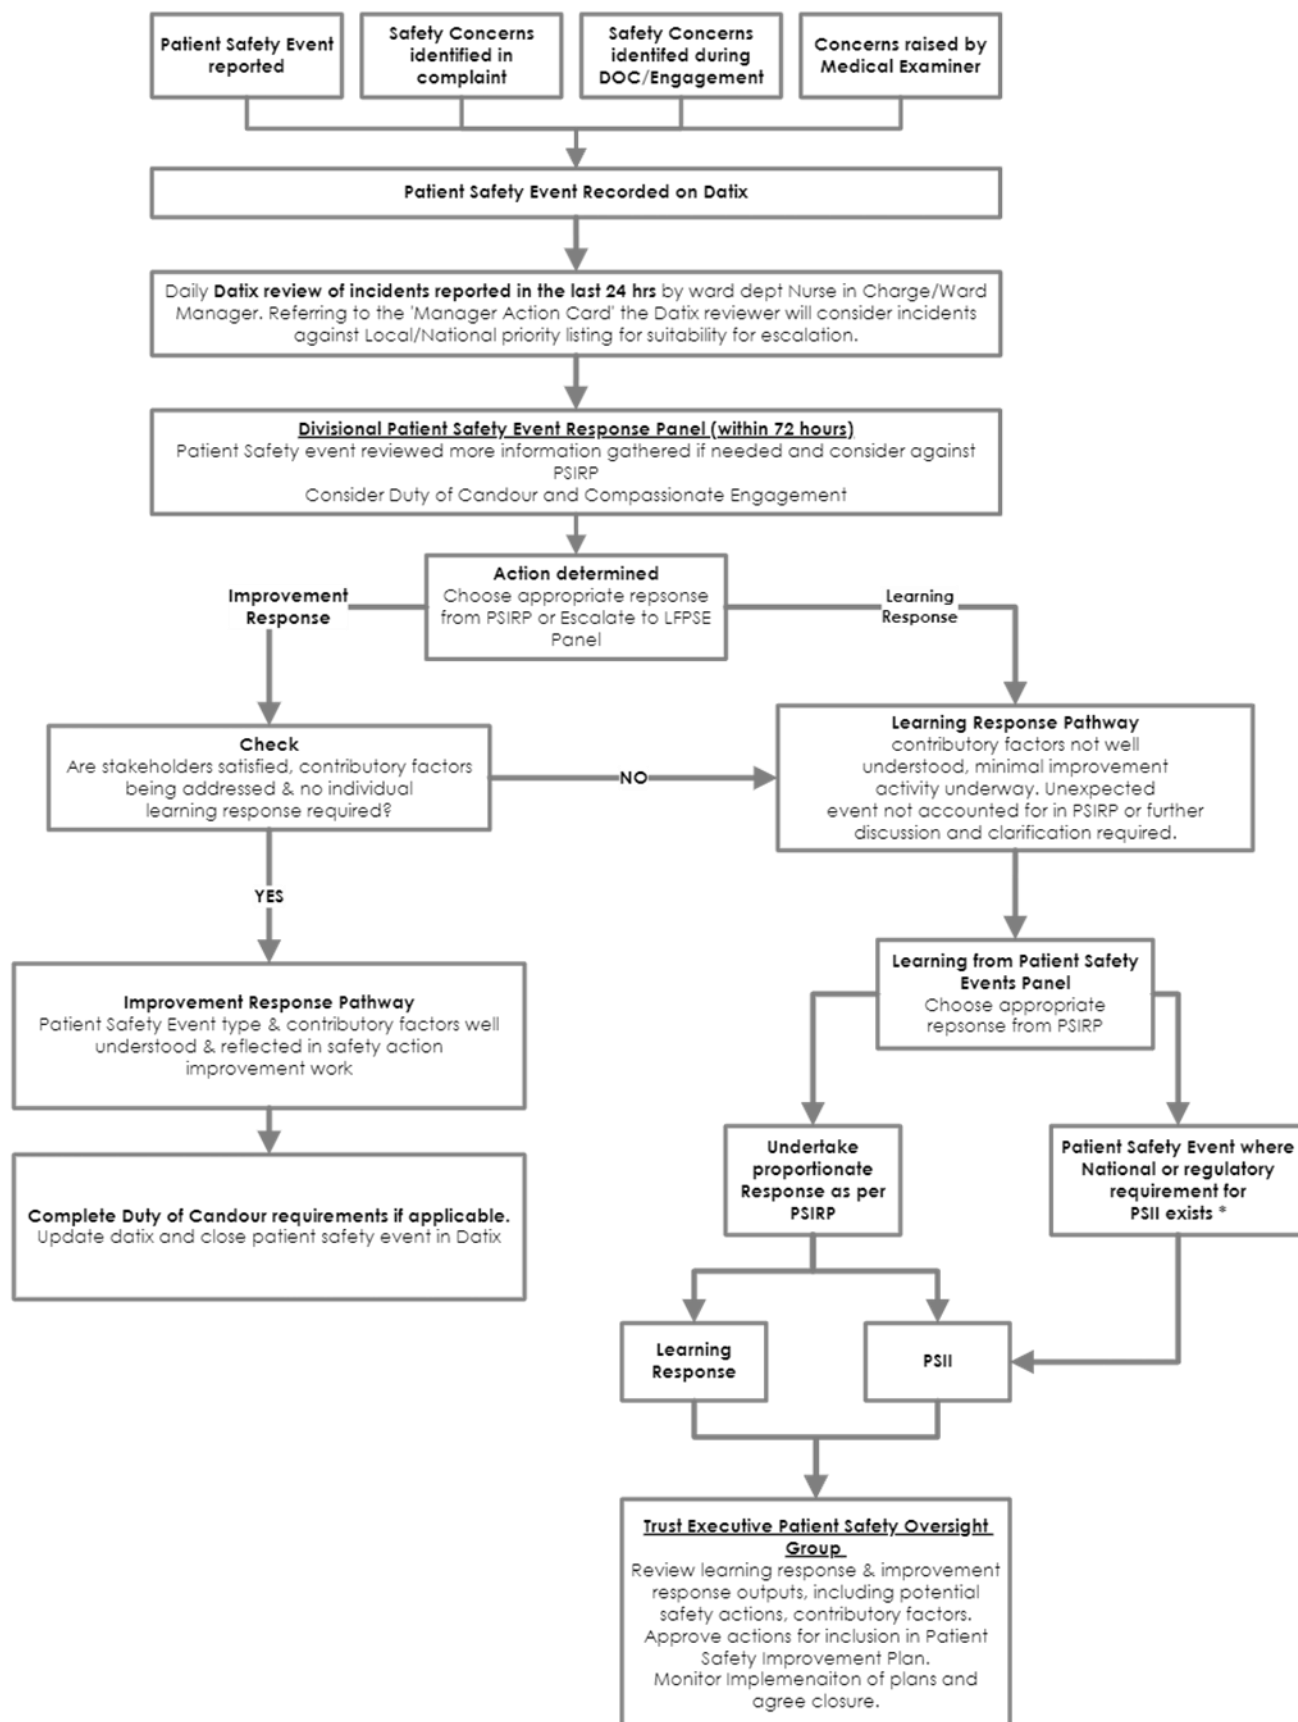 Patient Safety Event
reported
Safety Concerns
identified in
complaint
Safety Concerns
identifed during
DOC/Engagement
Concerns raised by
Medical Examiner
Patient Safety Event Recorded on Datix
Daily Datix review of incidents reported in the last 24 hrs by ward dept Nurse in Charge/Ward
Manager. Referring to the 'Manager Action Card' the Datix reviewer will consider incidents
against Local/National priority listing for suitability for escalation.
Divisional Patient Safety Event Response Panel (within 72 hours)
Patient Safety event reviewed more information gathered if needed and consider against
PSIRP
Consider Duty of Candour and Compassionate Engagement
Action determined
Choose appropriate repsonse
from PSIRP or Escalate to LFPSE
Panel
Improvement
Response
Learning
Response
Check
Are stakeholders satisfied, contributory factors
being addressed & no individual
learning response required?
NO
Learning Response Pathway
contributory factors not well
understood, minimal improvement
activity underway. Unexpected
event not accounted for in PSIRP or further
discussion and clarification required.
YES
Learning from Patient Safety
Events Panel
Choose appropriate
repsonse from PSIRP
Improvement Response Pathway
Patient Safety Event type & contributory factors well
understood & reflected in safety action
improvement work
Undertake
proportionate
Response as per
PSIRP
Patient Safety Event where
National or regulatory
requirement for
PSII exists *
Complete Duty of Candour requirements if applicable.
Update datix and close patient safety event in Datix
Learning
Response
PSII
Trust Executive Patient Safety Oversight
Group
Review learning response & improvement
response outputs, including potential
safety actions, contributory factors.
Approve actions for inclusion in Patient
Safety Improvement Plan.
Monitor Implemenaiton of plans and
agree closure.